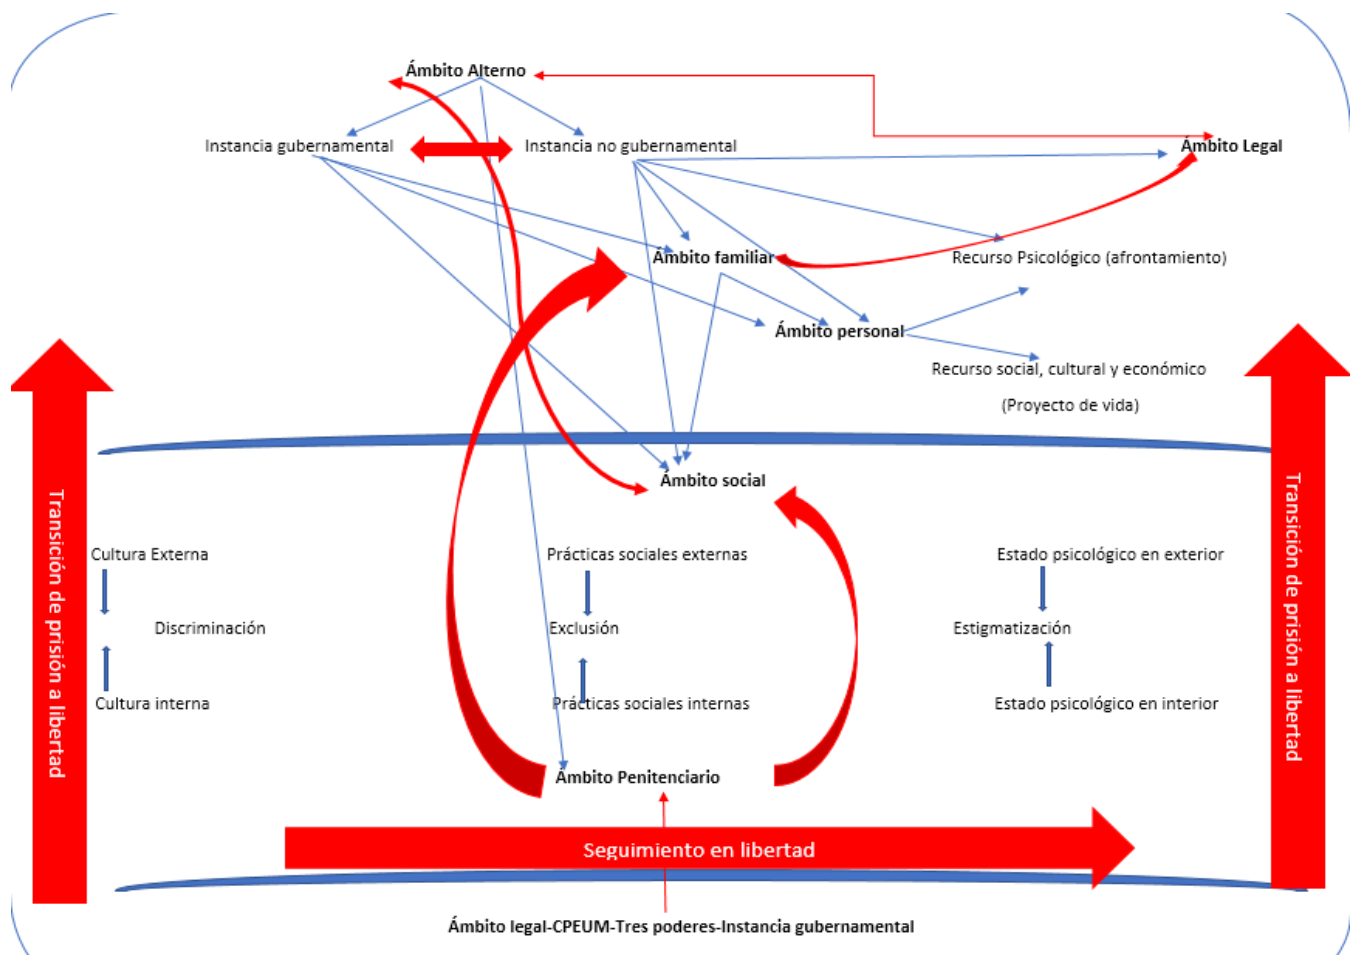 Ámbito Alterno
Instancia gubernamental
Instancia no gubernamental
Ámbito Legal
Ámbito familiar
Recurso Psicológico (afrontamiento)
Ámbito personal
Recurso social, cultural y económico
(Proyecto de vida)
Ámbito social
Transición de prisión a libertad
Transición de prisión a libertad
Cultura Externa
Prácticas sociales externas
Estado psicológico en exterior
Discriminación
Exclusión
Estigmatización
Cultura interna
Prácticas sociales internas
Estado psicológico en interior
Ámbito Penitenciario
Seguimiento en libertad
Ámbito legal-CPEUM-Tres poderes-Instancia gubernamental